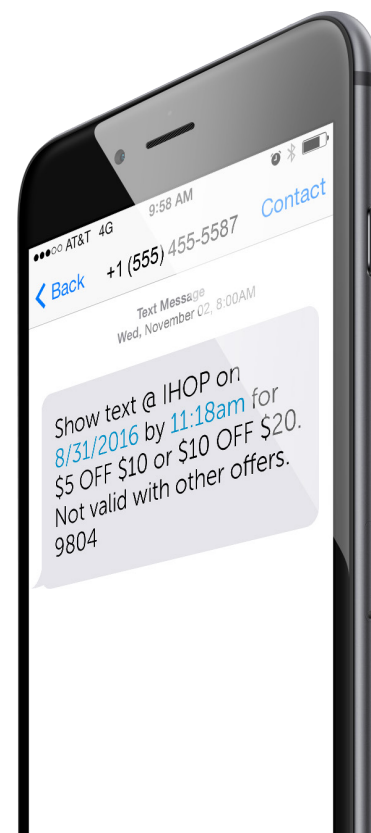 9:58 AM
AT&T 4G
Back
+1 (555) 455-5587
Contact
Text Message
Wed, November 02, 8:00AM
Show text @ IHOP on
8/31/2016 by 11:18am for
$5 OFF $10 or $10 OFF $20.
Not valid with other offers.
9804